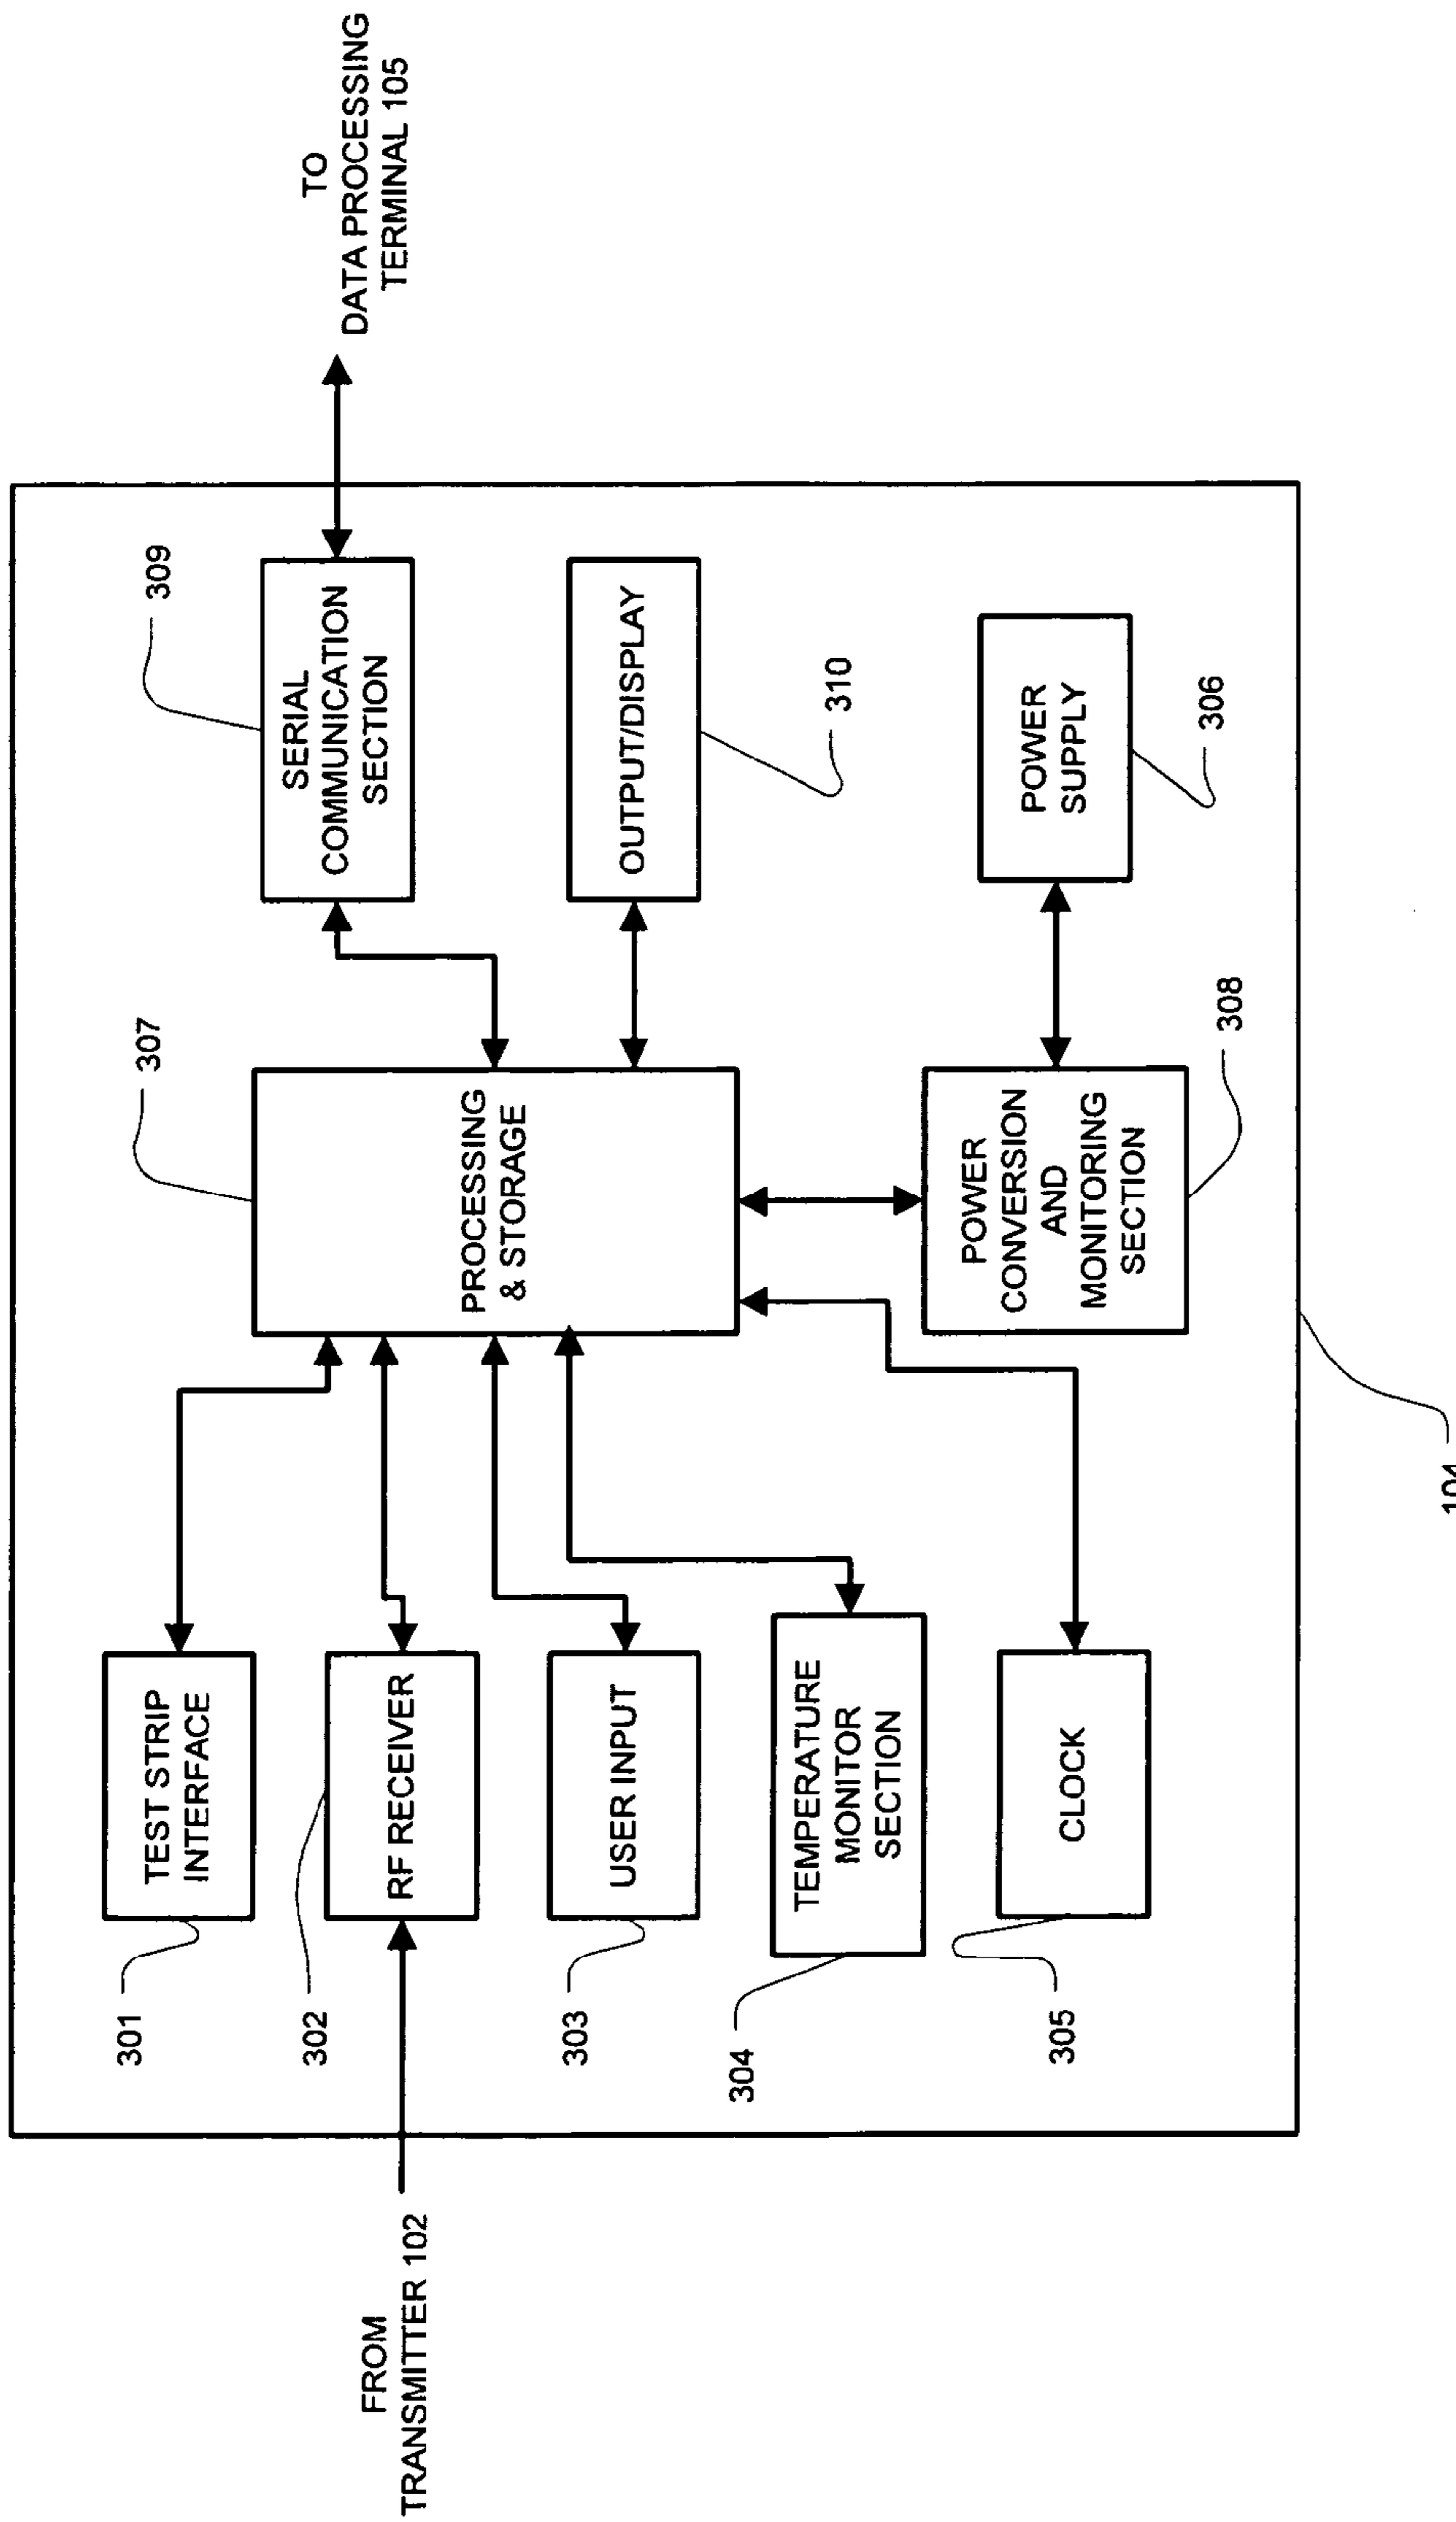 TO
DATA PROCESSING
TERMINAL 105
309
SERIAL
COMMUNICATION
SECTION
OUTPUT/DISPLAY
310
POWER
SUPPLY
306
307
PROCESSING
& STORAGE
POWER
CONVERSION
AND
MONITORING
SECTION
308
TEST STRIP
INTERFACE
301
RF RECEIVER
302
USER INPUT
303
TEMPERATURE
MONITOR
SECTION
304
CLOCK
305
FROM
TRANSMITTER 102
104